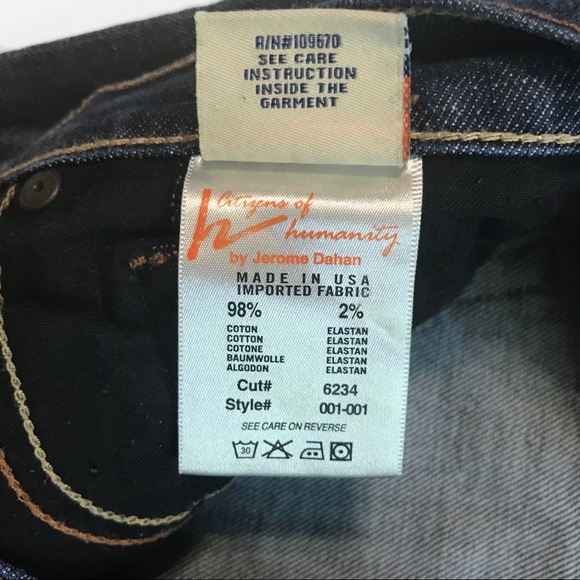 R/N#109670
SEE CARE
INSTRUCTION
INSIDE THE
GARMENT
Citizens of
humanity
by Jerome Dahan
MADE IN USA
IMPORTED FABRIC
98% 2%
COTON ELASTAN
COTTON ELASTAN
COTONE ELASTAN
BAUMWOLLE ELASTAN
ALGODON ELASTAN
Cut# 6234
Style# 001-001
SEE CARE ON REVERSE
30